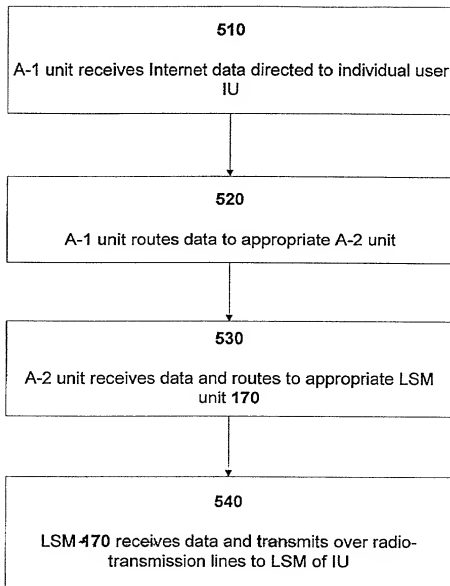 510
A-1 unit receives Internet data directed to individual user
IU
520
A-1 unit routes data to appropriate A-2 unit
530
A-2 unit receives data and routes to appropriate LSM
unit 170
540
LSM-170 receives data and transmits over radio-
transmission lines to LSM of IU